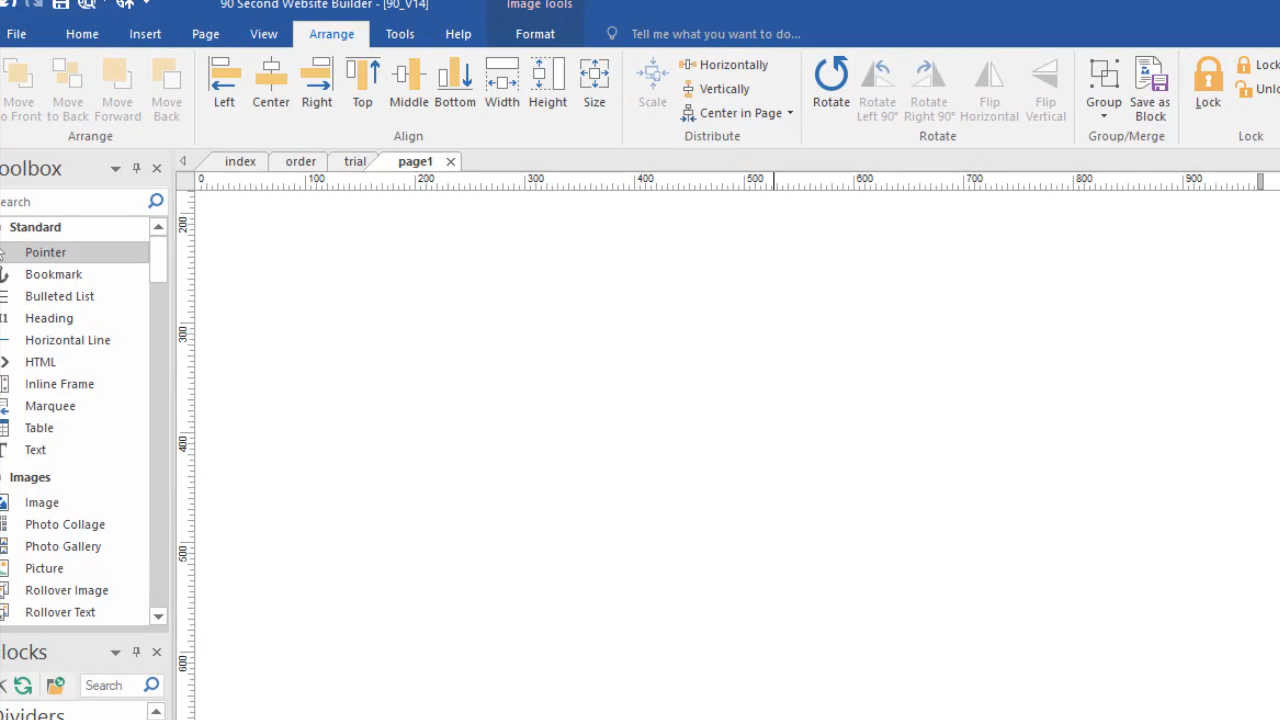 90 Second Website Builder - [90_V14]
Image Tools
File Home Insert Page View Arrange Tools Help Format Tell me what you want to do...
Move to Front
Move to Back
Move Forward
Move Back
Arrange
Left Center Right Top Middle Bottom Width Height Size
Align
Scale
Horizontally
Vertically
Center in Page
Distribute
Rotate
Rotate Left 90°
Rotate Right 90°
Flip Horizontal
Flip Vertical
Rotate
Group
Save as Block
Group/Merge
Lock
Lock
Unlo
Lock
oolbox
index order trial page1
0 100 200 300 400 500 600 700 800 900
earch
Standard
Pointer
Bookmark
Bulleted List
Heading
Horizontal Line
HTML
Inline Frame
Marquee
Table
Text
Images
Image
Photo Collage
Photo Gallery
Picture
Rollover Image
Rollover Text
200
300
400
500
600
locks
Search
Dividers